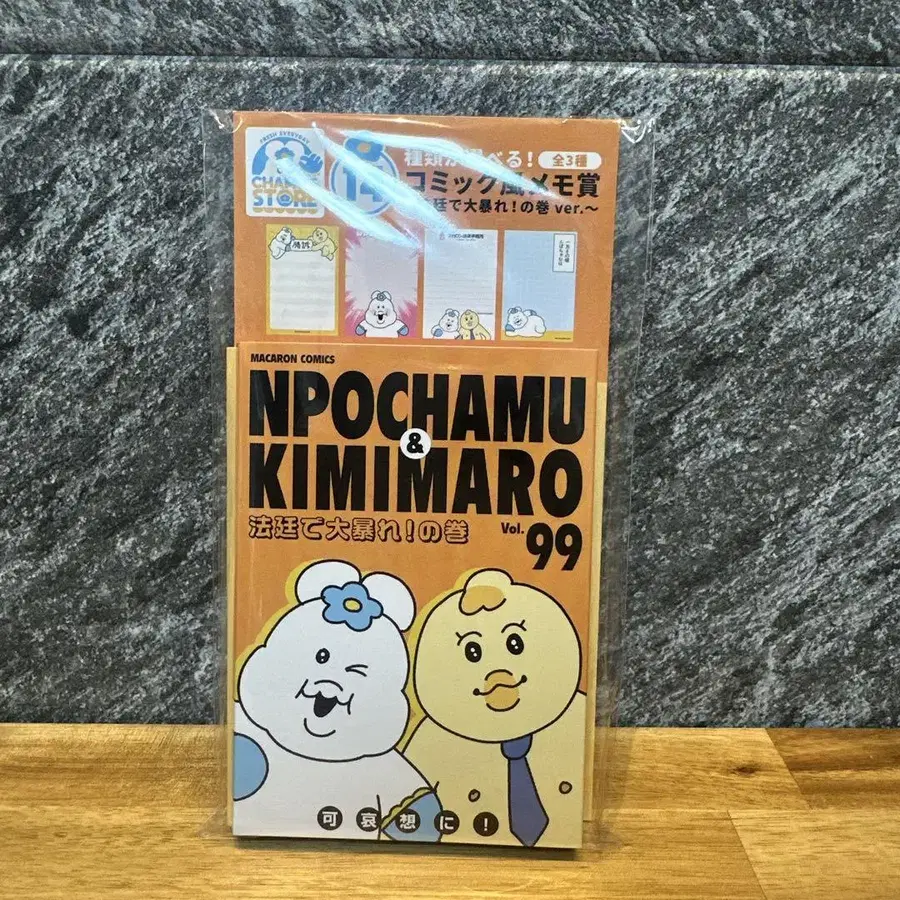 FRESH EVERYDAY
STORE
14
種類が選べる！
全3種
コミック風メモ賞
廷で大暴れ！の巻 ver.～
MACARON COMICS
NPOCHAMU
&
KIMIMARO
法廷で大暴れ！の巻
Vol.
99
可哀想に！